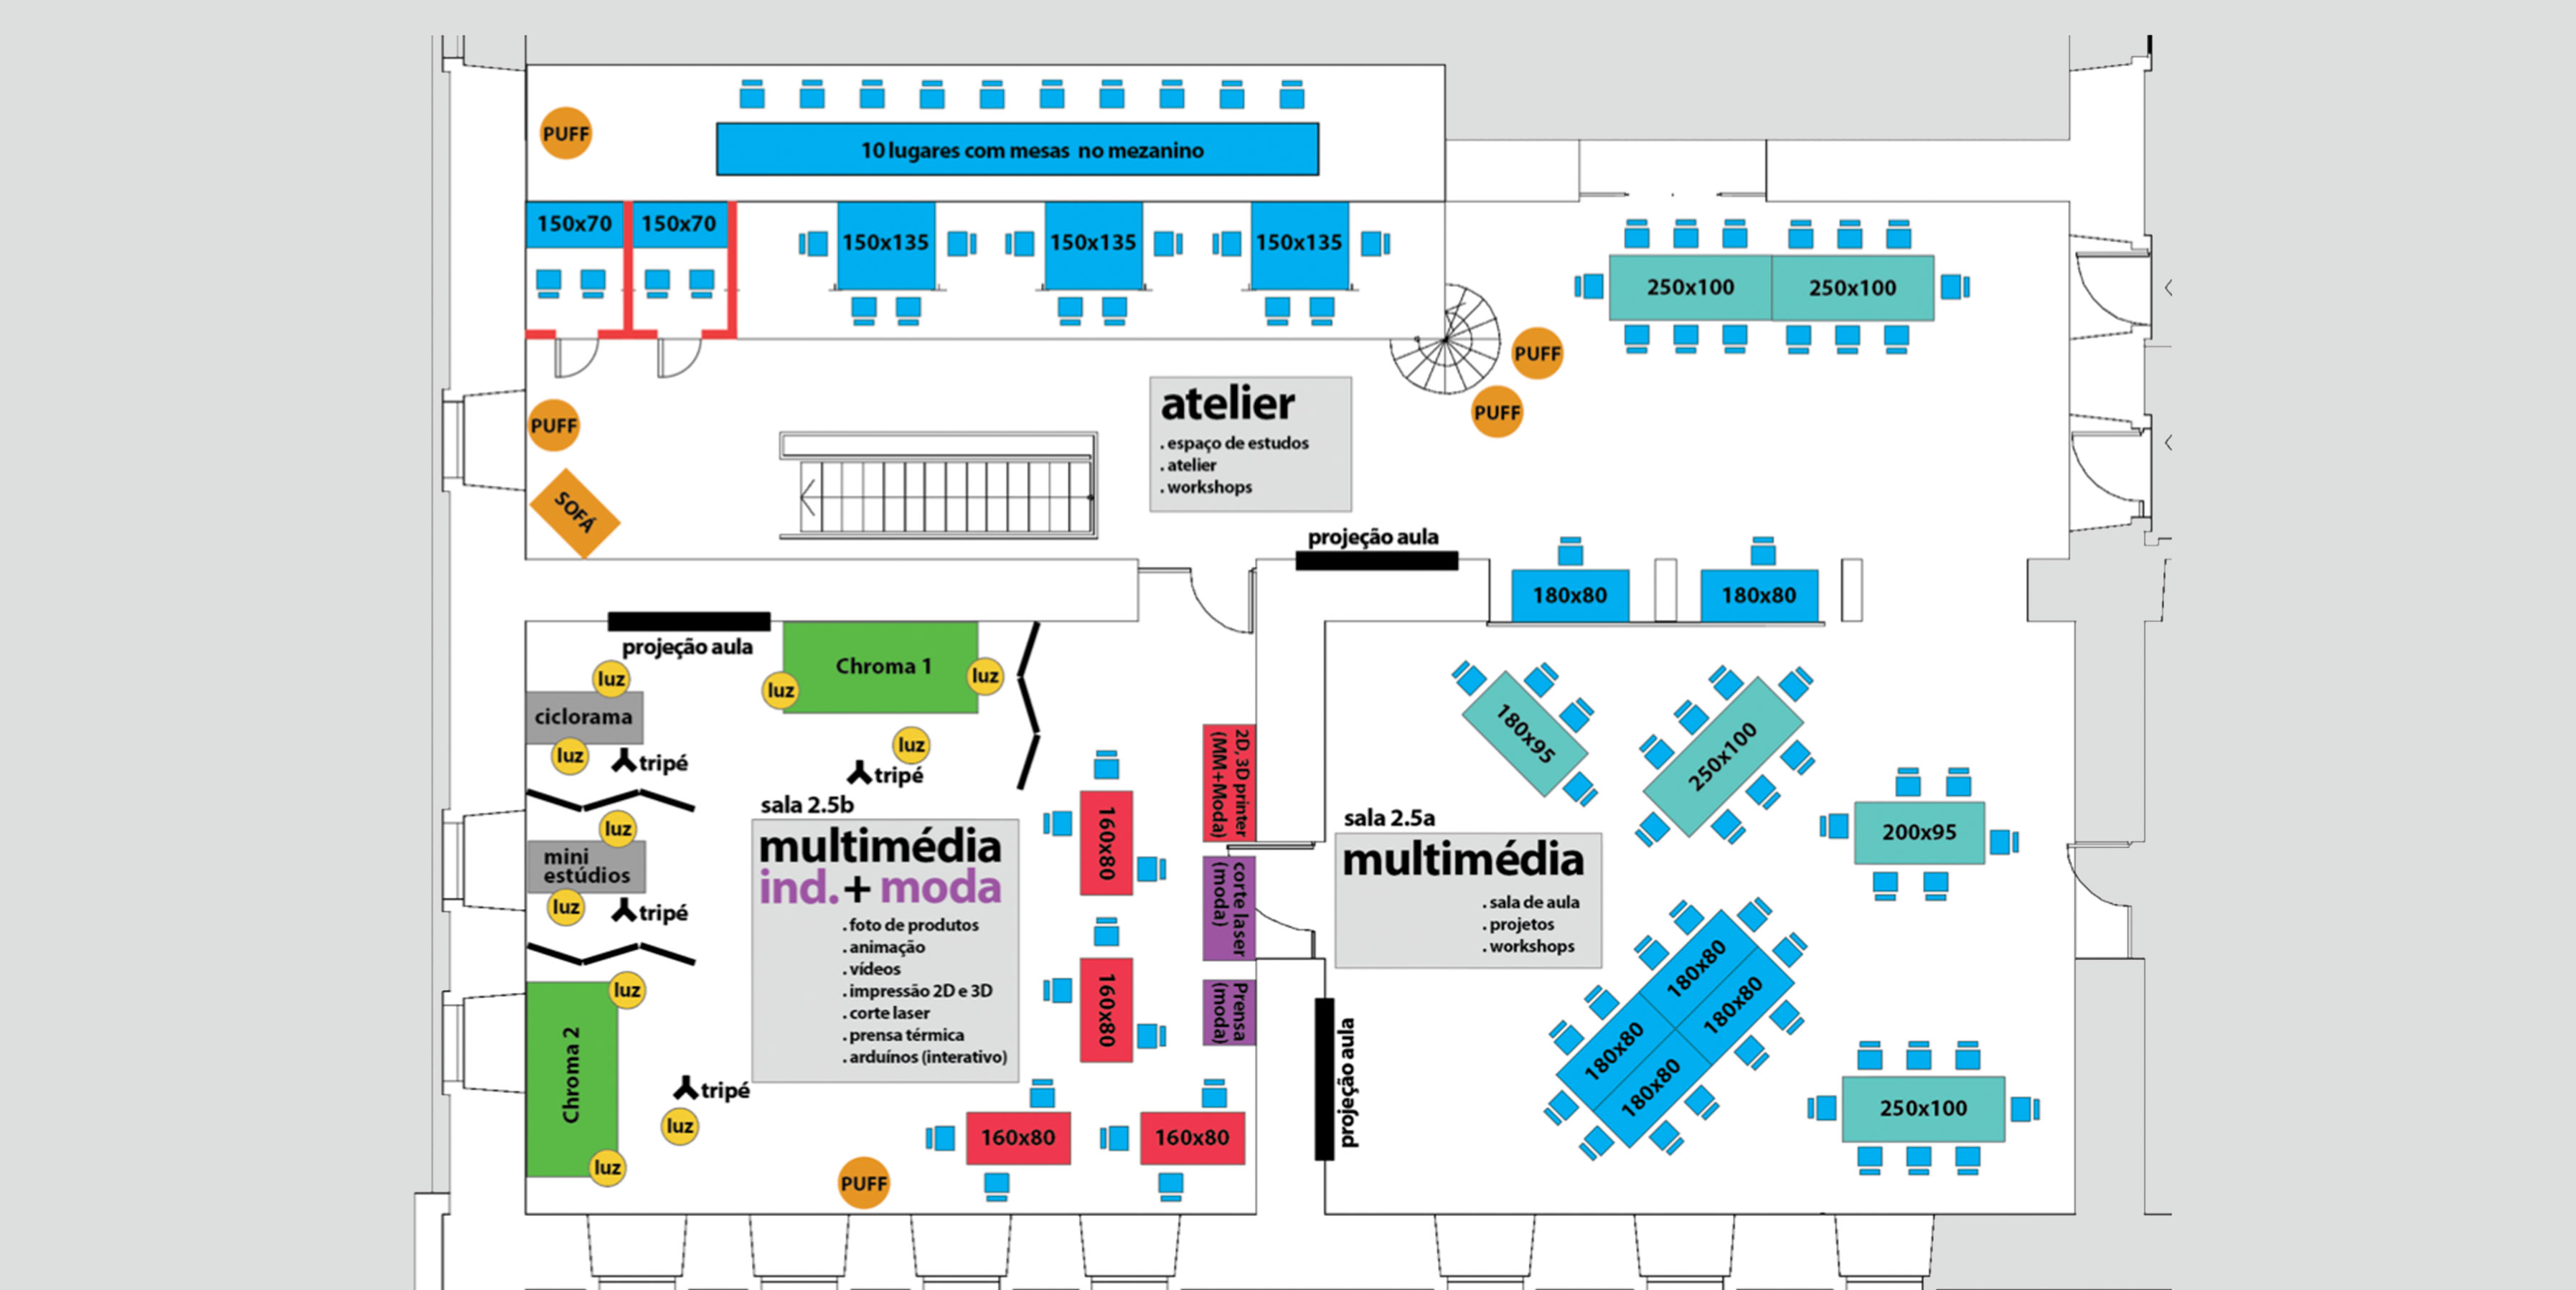 PUFF
10 lugares com mesas no mezanino
150x70
150x70
150x135
150x135
150x135
250x100
250x100
PUFF
PUFF
PUFF
SOFÁ
atelier
. espaço de estudos
. atelier
. workshops
projeção aula
180x80
180x80
projeção aula
Chroma 1
luz
luz
luz
tripé
luz
ciclorama
luz
tripé
luz
mini
estúdios
luz
tripé
luz
Chroma 2
luz
tripé
luz
sala 2.5b
multimédia
ind.+ moda
. foto de produtos
. animação
. vídeos
. impressão 2D e 3D
. corte laser
. prensa térmica
. arduínos (interativo)
PUFF
160x80
160x80
160x80
160x80
2D, 3D printer
(MM+Moda)
corte laser
(moda)
Prensa
(moda)
sala 2.5a
multimédia
. sala de aula
. projetos
. workshops
projeção aula
180x95
250x100
200x95
180x80
180x80
180x80
180x80
250x100